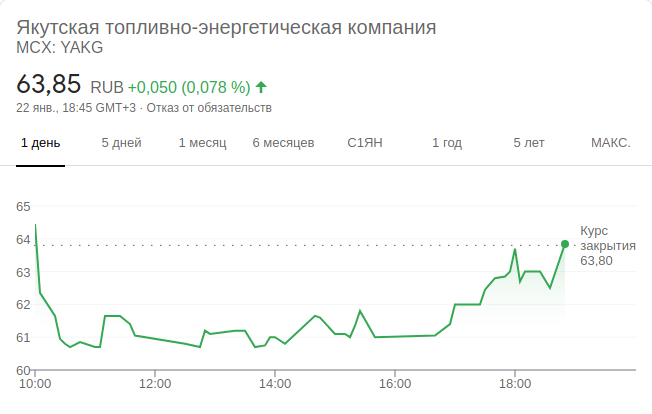 Якутская топливно-энергетическая компания
MCX: YAKG
63,85 RUB +0,050 (0,078 %)
22 янв., 18:45 GMT+3 · Отказ от обязательств
1 день 5 дней 1 месяц 6 месяцев С1ЯН 1 год 5 лет МАКС.
65
64
63
62
61
60
Курс
закрытия
63,80
10:00 12:00 14:00 16:00 18:00